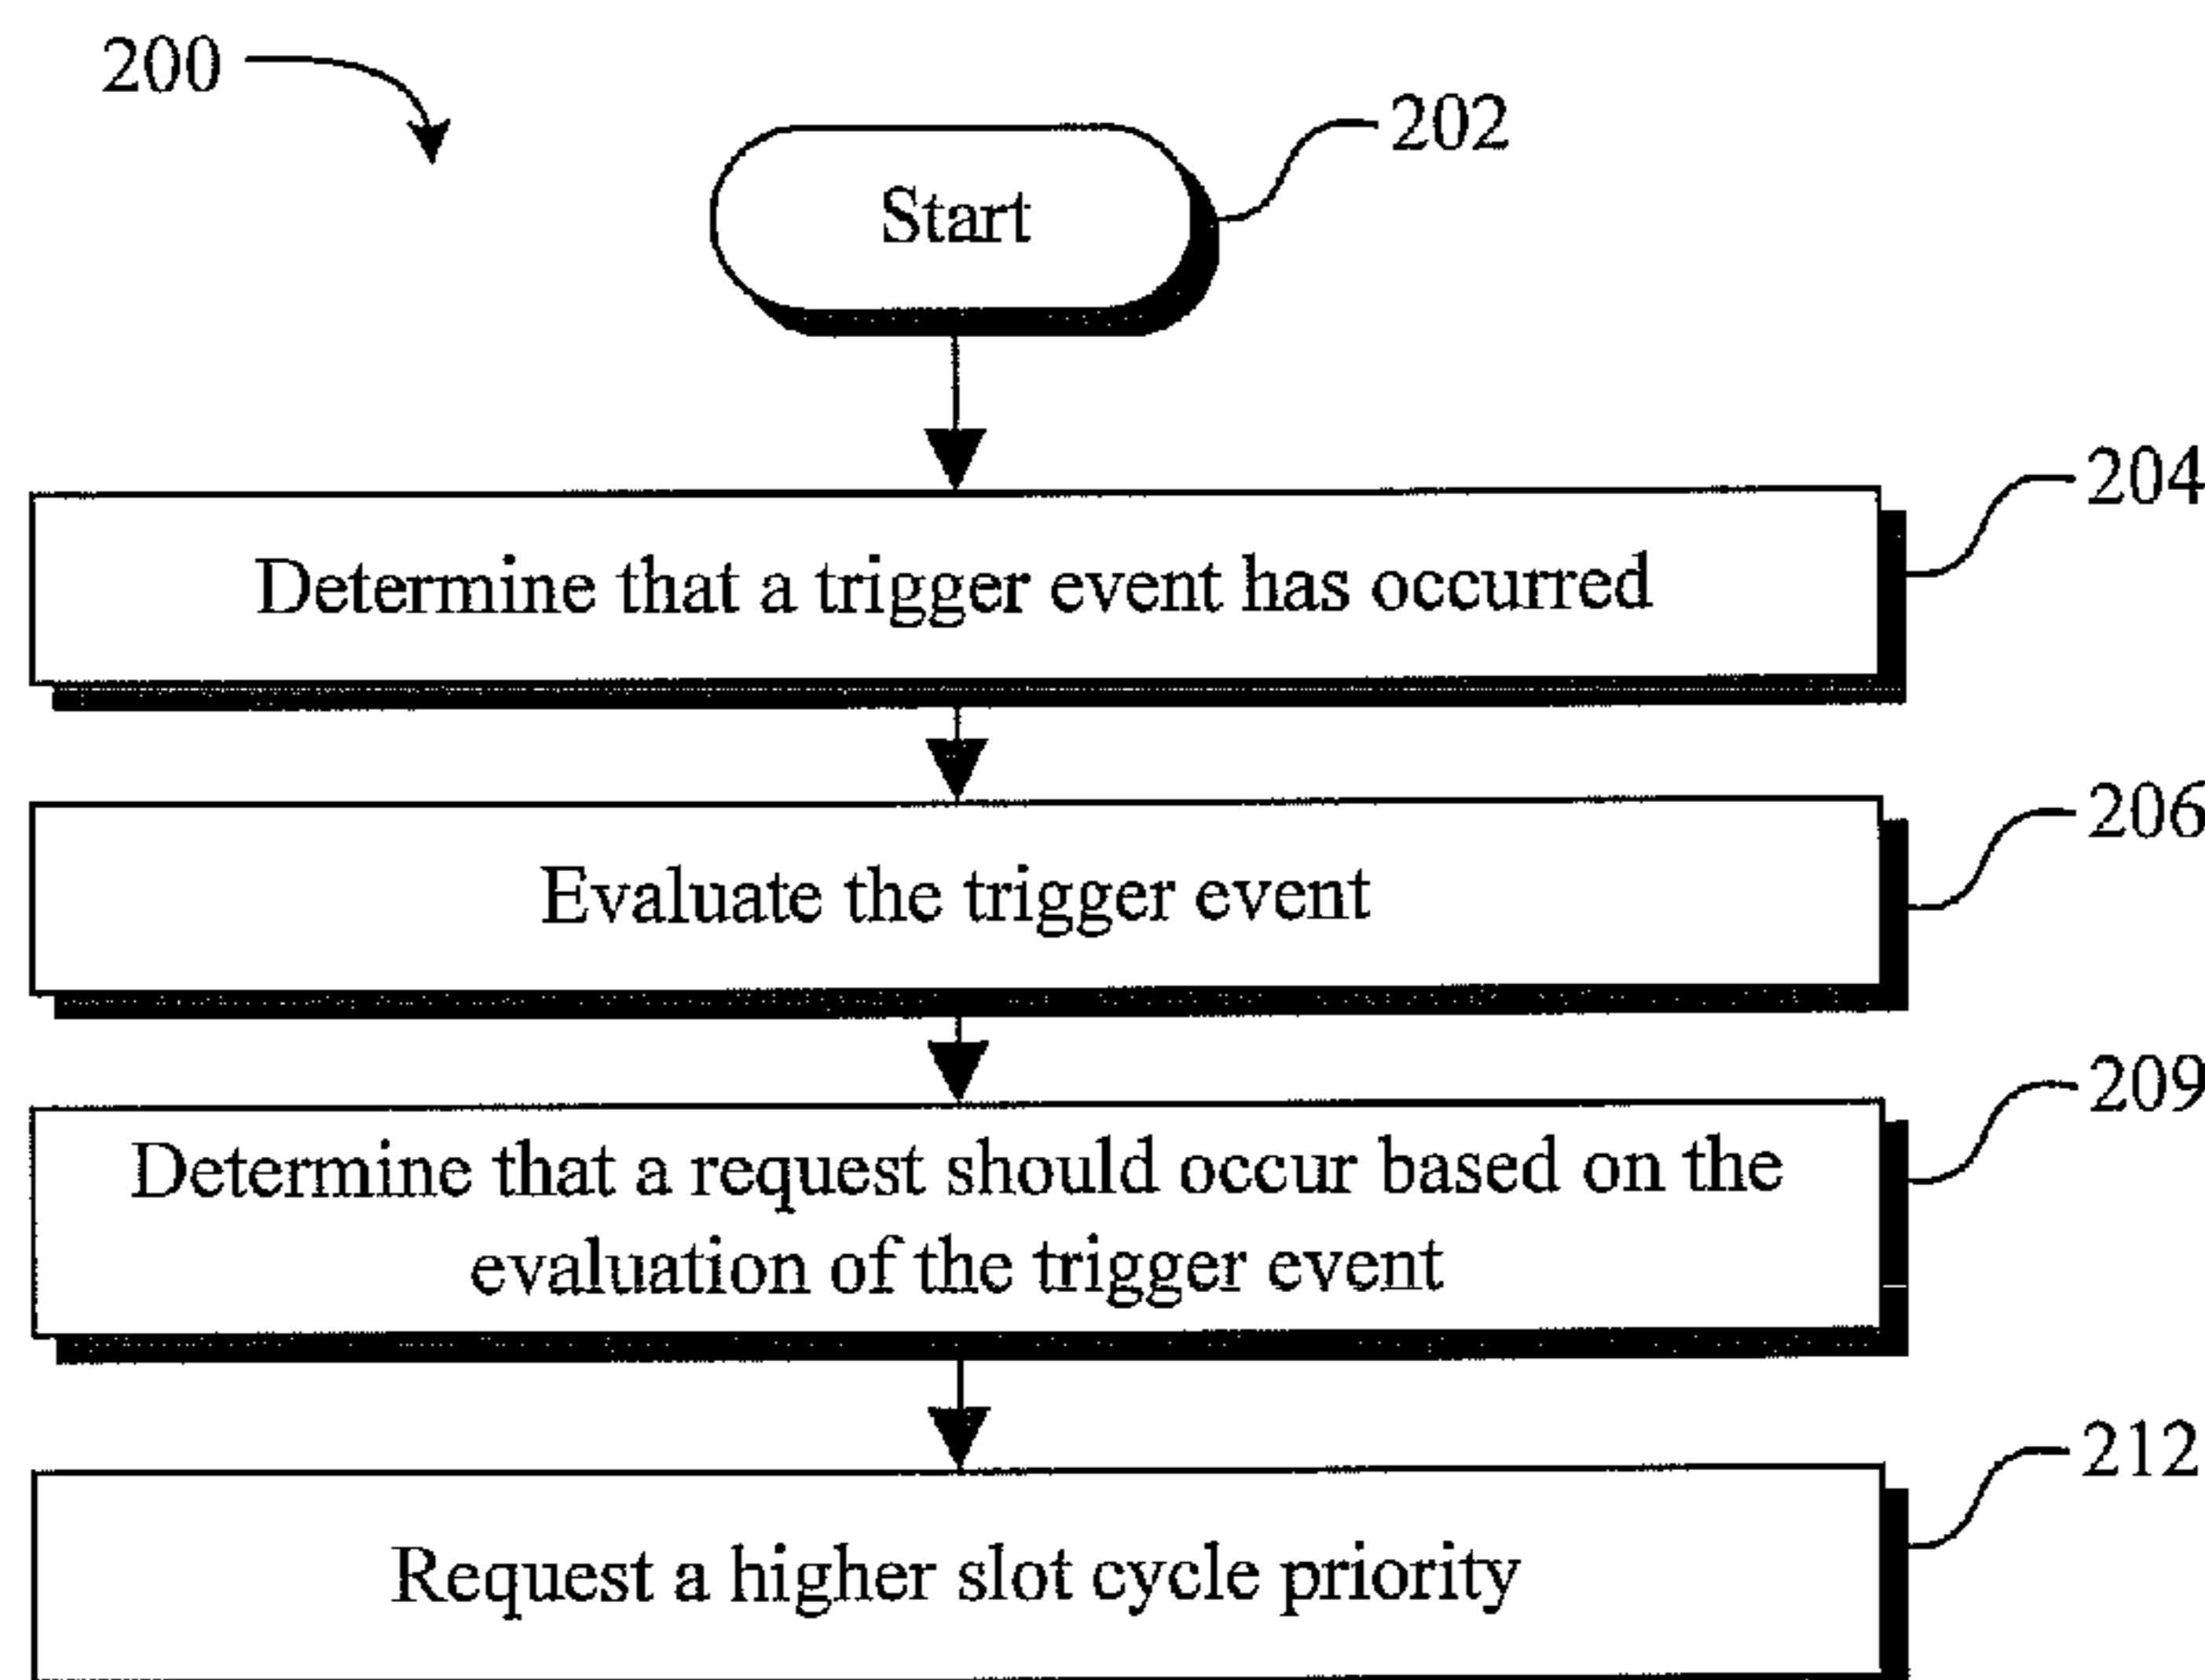 200
202
Start
204
Determine that a trigger event has occurred
206
Evaluate the trigger event
209
Determine that a request should occur based on the
evaluation of the trigger event
212
Request a higher slot cycle priority